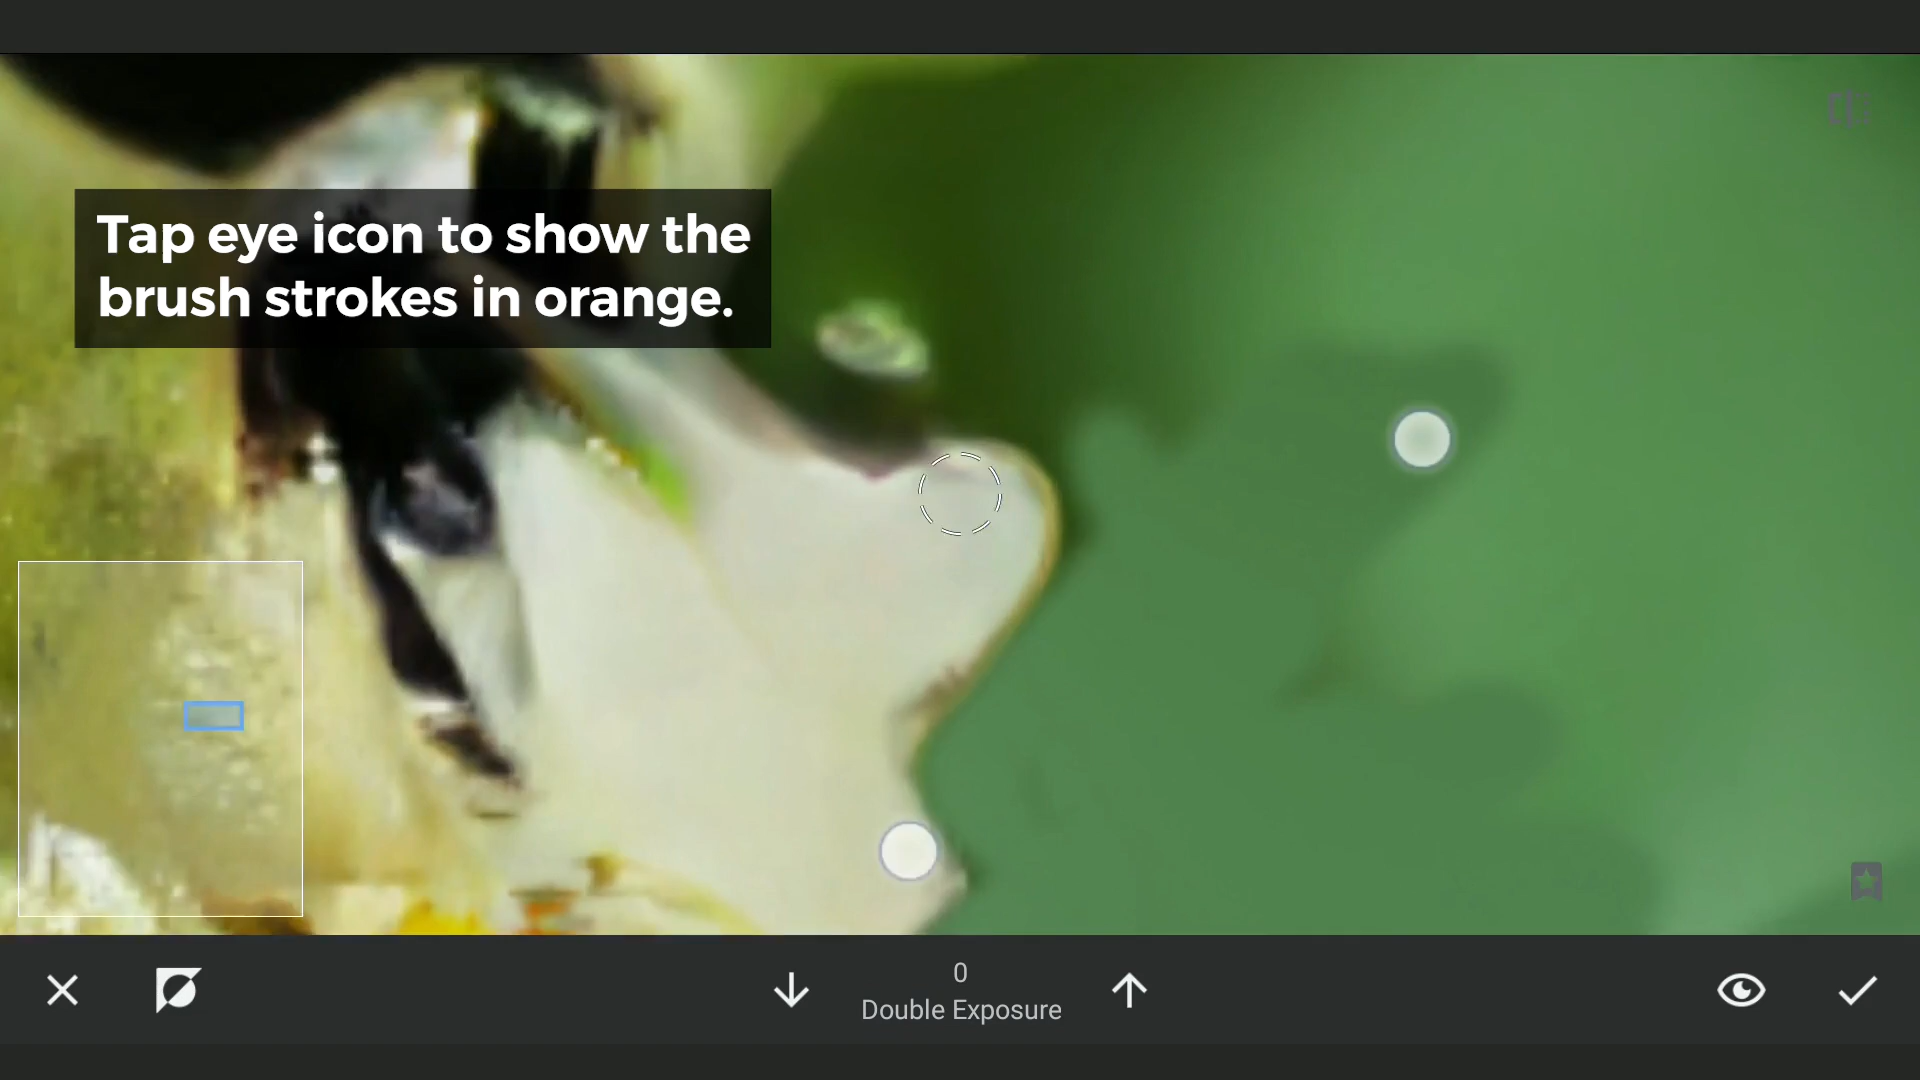 Tap eye icon to show the
brush strokes in orange.
0
Double Exposure